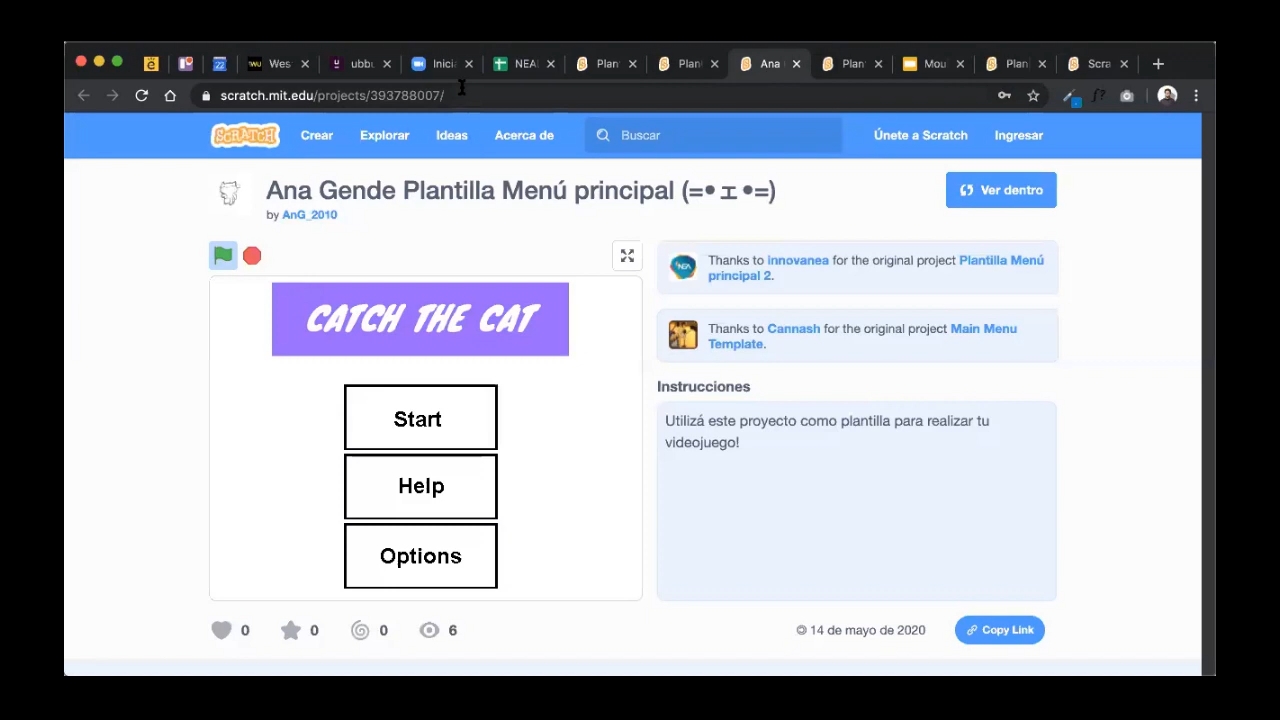 Wes
ubbu
Inicia
NEA
Plan
Plant
Ana
Plant
Mou
Plan
Scra
scratch.mit.edu/projects/393788007/
SCRATCH
Crear
Explorar
Ideas
Acerca de
Buscar
Únete a Scratch
Ingresar
Ana Gende Plantilla Menú principal (=•ェ•=)
by AnG_2010
Ver dentro
CATCH THE CAT
Start
Help
Options
Thanks to innovanea for the original project Plantilla Menú
principal 2.
Thanks to Cannash for the original project Main Menu
Template.
Instrucciones
Utilizá este proyecto como plantilla para realizar tu
videojuego!
0
0
0
6
© 14 de mayo de 2020
Copy Link